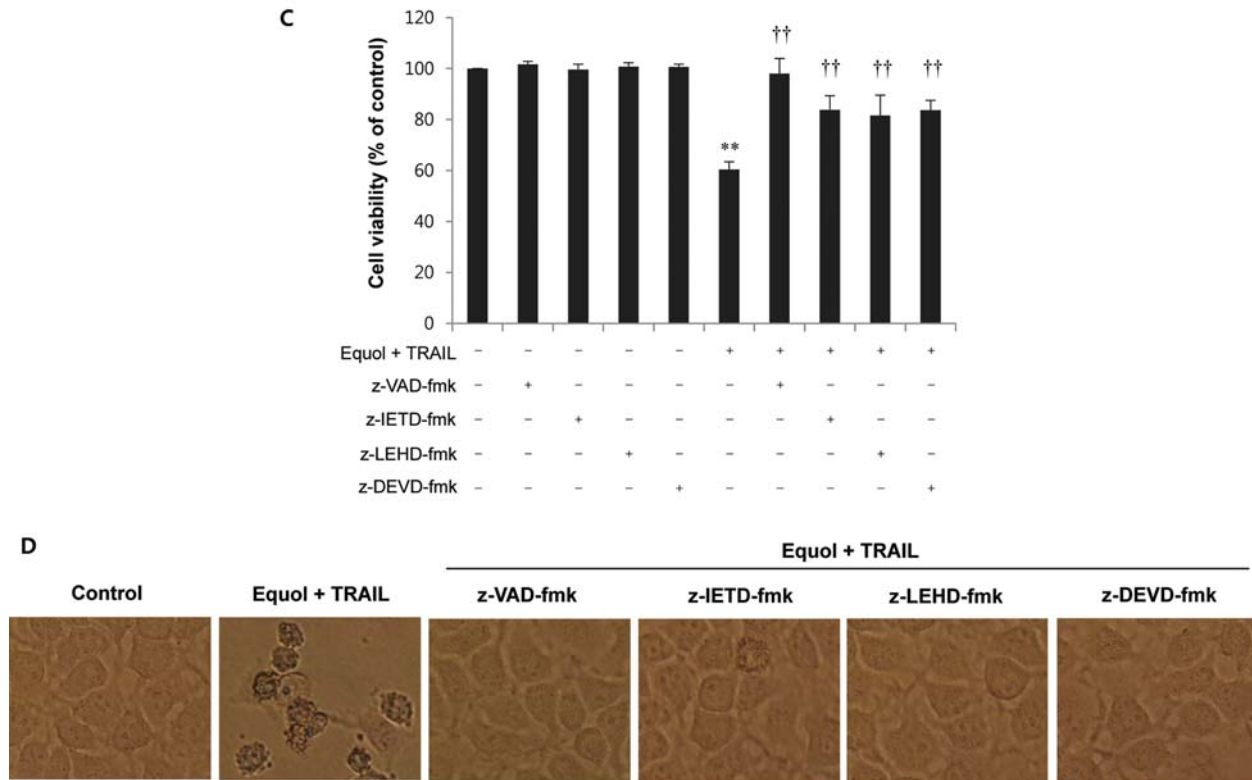 C
Cell viability (% of control)
120
100
80
60
40
20
0
**
††
††
††
††
Equol + TRAIL – – – – – + + + + +
z-VAD-fmk – + – – – – + – – –
z-IETD-fmk – – + – – – – + – –
z-LEHD-fmk – – – + – – – – + –
z-DEVD-fmk – – – – + – – – – +
D
Equol + TRAIL
Control Equol + TRAIL z-VAD-fmk z-IETD-fmk z-LEHD-fmk z-DEVD-fmk